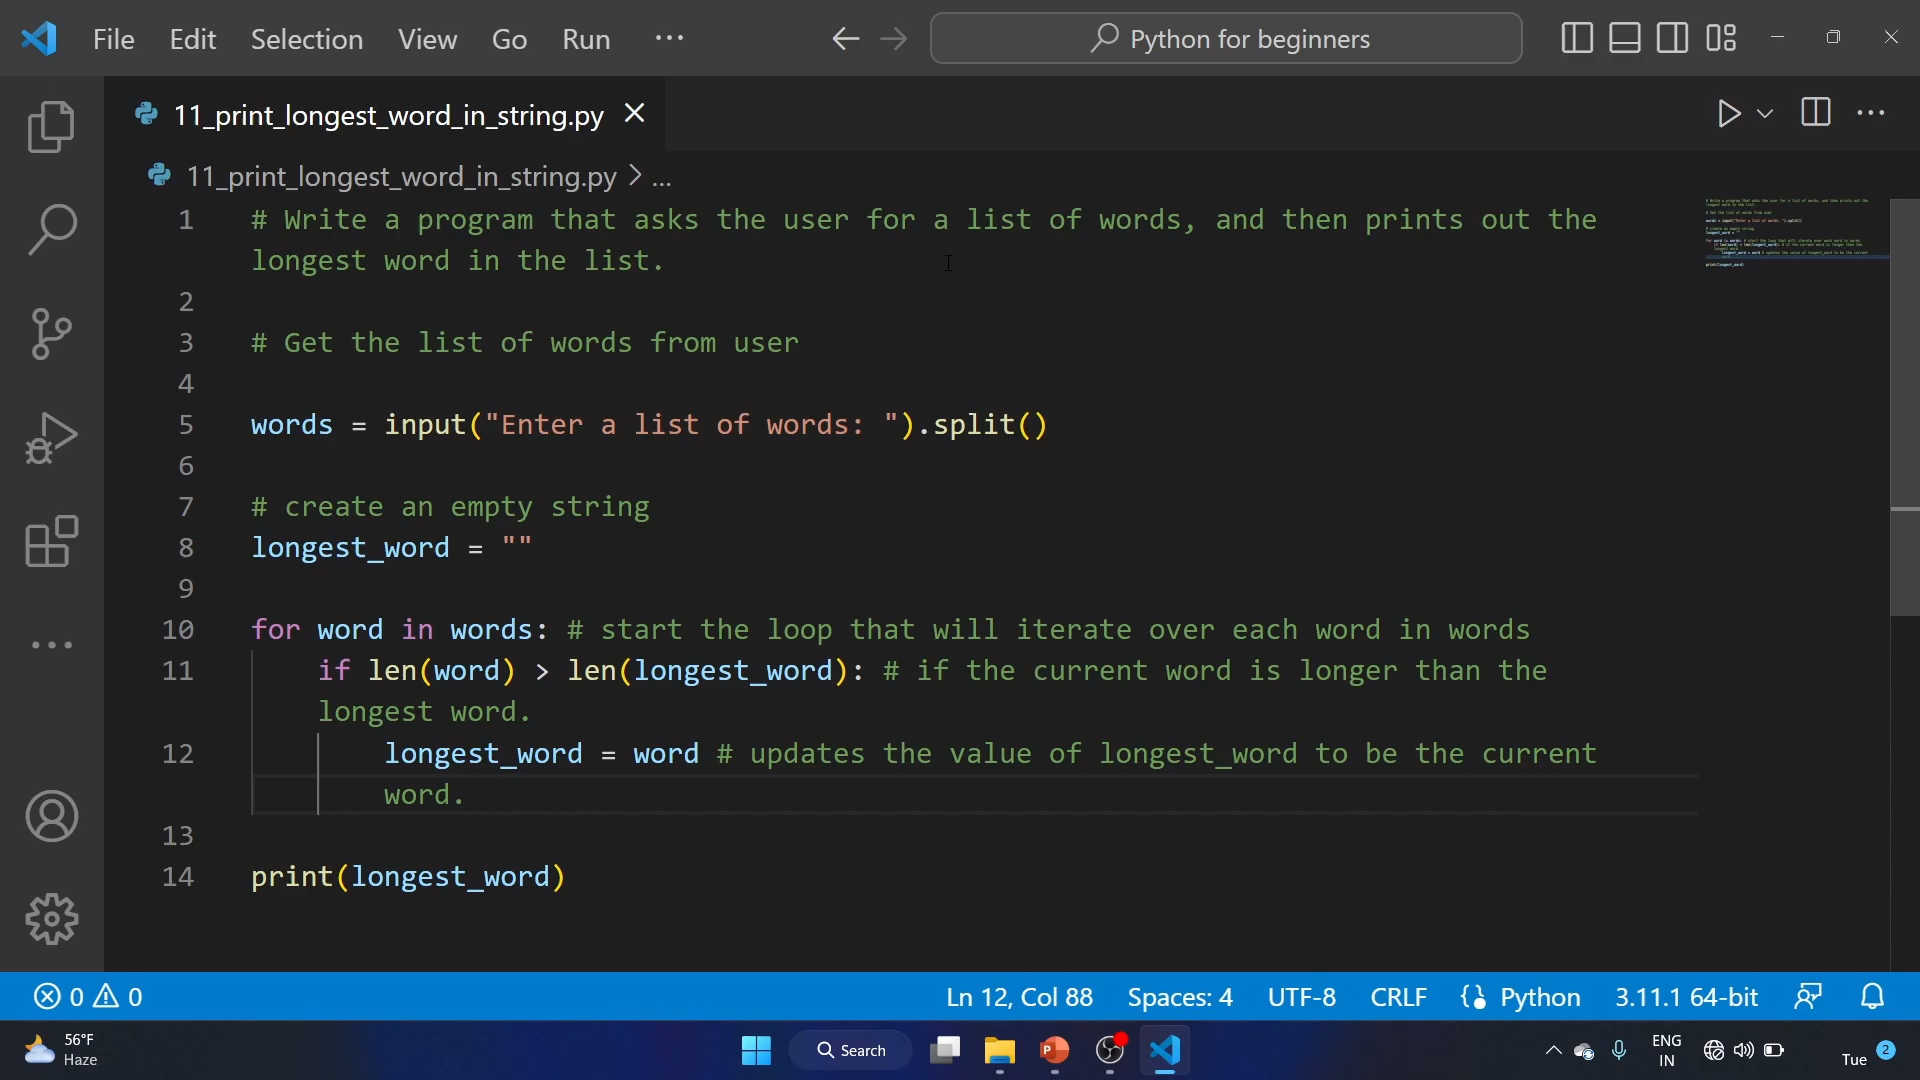 File Edit Selection View Go Run ···
Python for beginners
11_print_longest_word_in_string.py
11_print_longest_word_in_string.py > ...
1 # Write a program that asks the user for a list of words, and then prints out the
longest word in the list.
2
3 # Get the list of words from user
4
5 words = input("Enter a list of words: ").split()
6
7 # create an empty string
8 longest_word = ""
9
10 for word in words: # start the loop that will iterate over each word in words
11 if len(word) > len(longest_word): # if the current word is longer than the
longest word.
12 longest_word = word # updates the value of longest_word to be the current
word.
13
14 print(longest_word)
0 0 Ln 12, Col 88 Spaces: 4 UTF-8 CRLF Python 3.11.1 64-bit
56°F
Haze
Search
ENG
IN
Tue 2